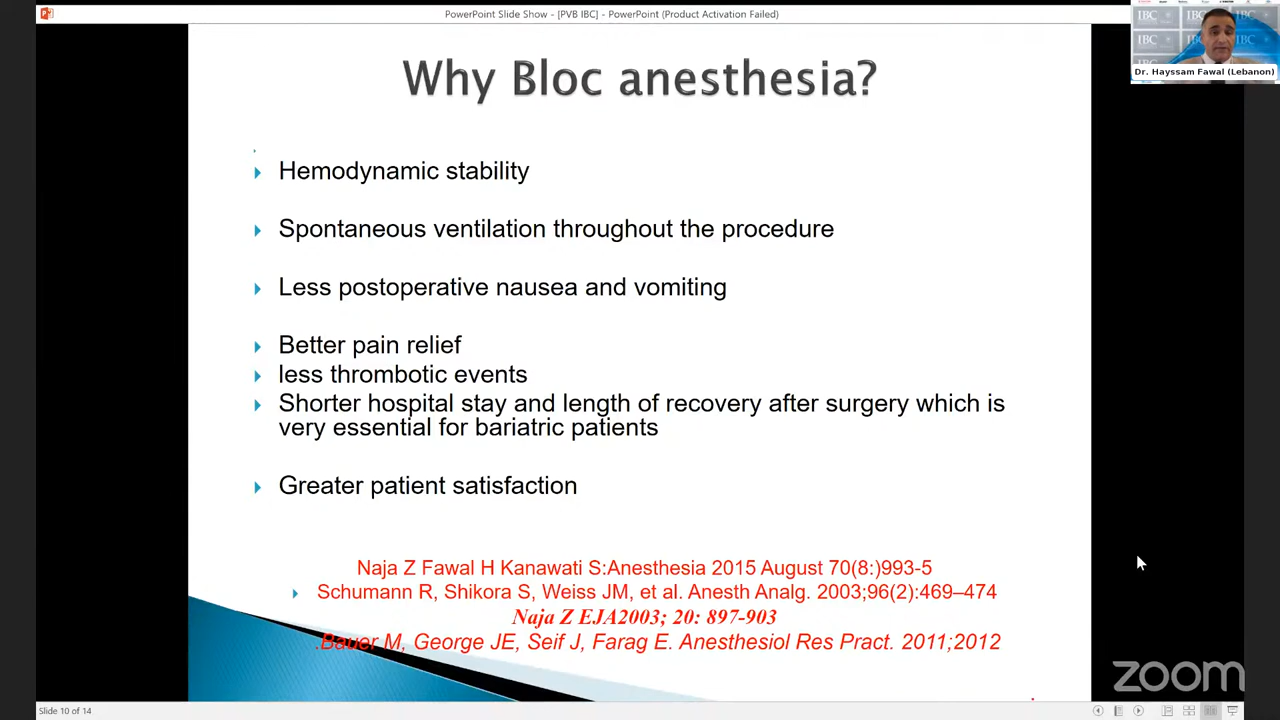 PowerPoint Slide Show - [PVB IBC] - PowerPoint (Product Activation Failed)
IBC
IBC
IBC
IBC
Dr. Hayssam Fawal (Lebanon)
Why Bloc anesthesia?
Hemodynamic stability
Spontaneous ventilation throughout the procedure
Less postoperative nausea and vomiting
Better pain relief
less thrombotic events
Shorter hospital stay and length of recovery after surgery which is
very essential for bariatric patients
Greater patient satisfaction
Naja Z Fawal H Kanawati S:Anesthesia 2015 August 70(8:)993-5
Schumann R, Shikora S, Weiss JM, et al. Anesth Analg. 2003;96(2):469–474
Naja Z EJA2003; 20: 897-903
.Bauer M, George JE, Seif J, Farag E. Anesthesiol Res Pract. 2011;2012
zoom
Slide 10 of 14